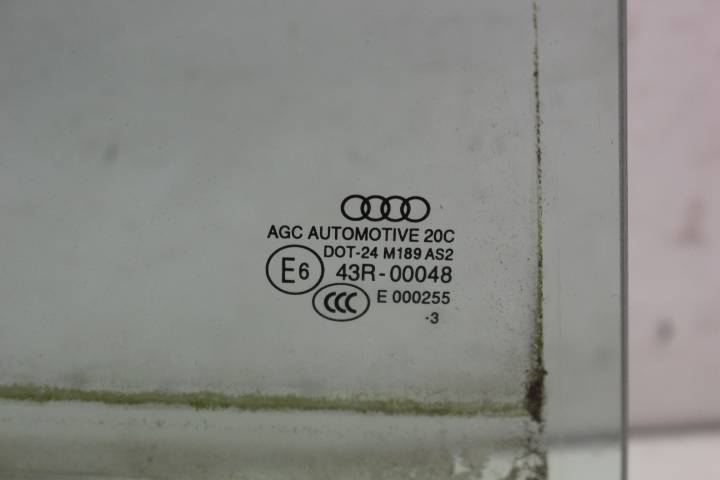 AGC AUTOMOTIVE 20C
DOT-24 M189 AS2
E6 43R-00048
CCC E 000255
·3